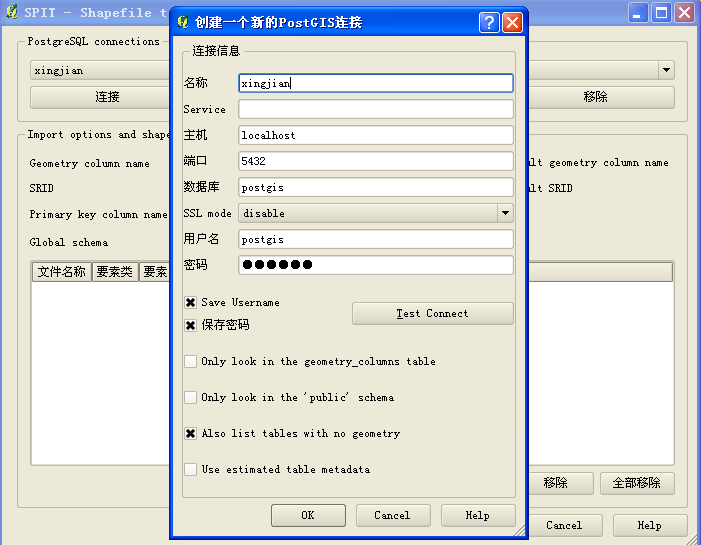 SPIT - Shapefile t
创建一个新的PostGIS连接
PostgreSQL connections
xingjian
连接
移除
Import options and shape
Geometry column name
SRID
Primary key column name
Global schema
lt geometry column name
lt SRID
文件名称 要素类 要素
移除
全部移除
Cancel
Help
连接信息
名称 xingjian
Service
主机 localhost
端口 5432
数据库 postgis
SSL mode disable
用户名 postgis
密码 ●●●●●●
Save Username
保存密码
Test Connect
Only look in the geometry_columns table
Only look in the 'public' schema
Also list tables with no geometry
Use estimated table metadata
OK
Cancel
Help